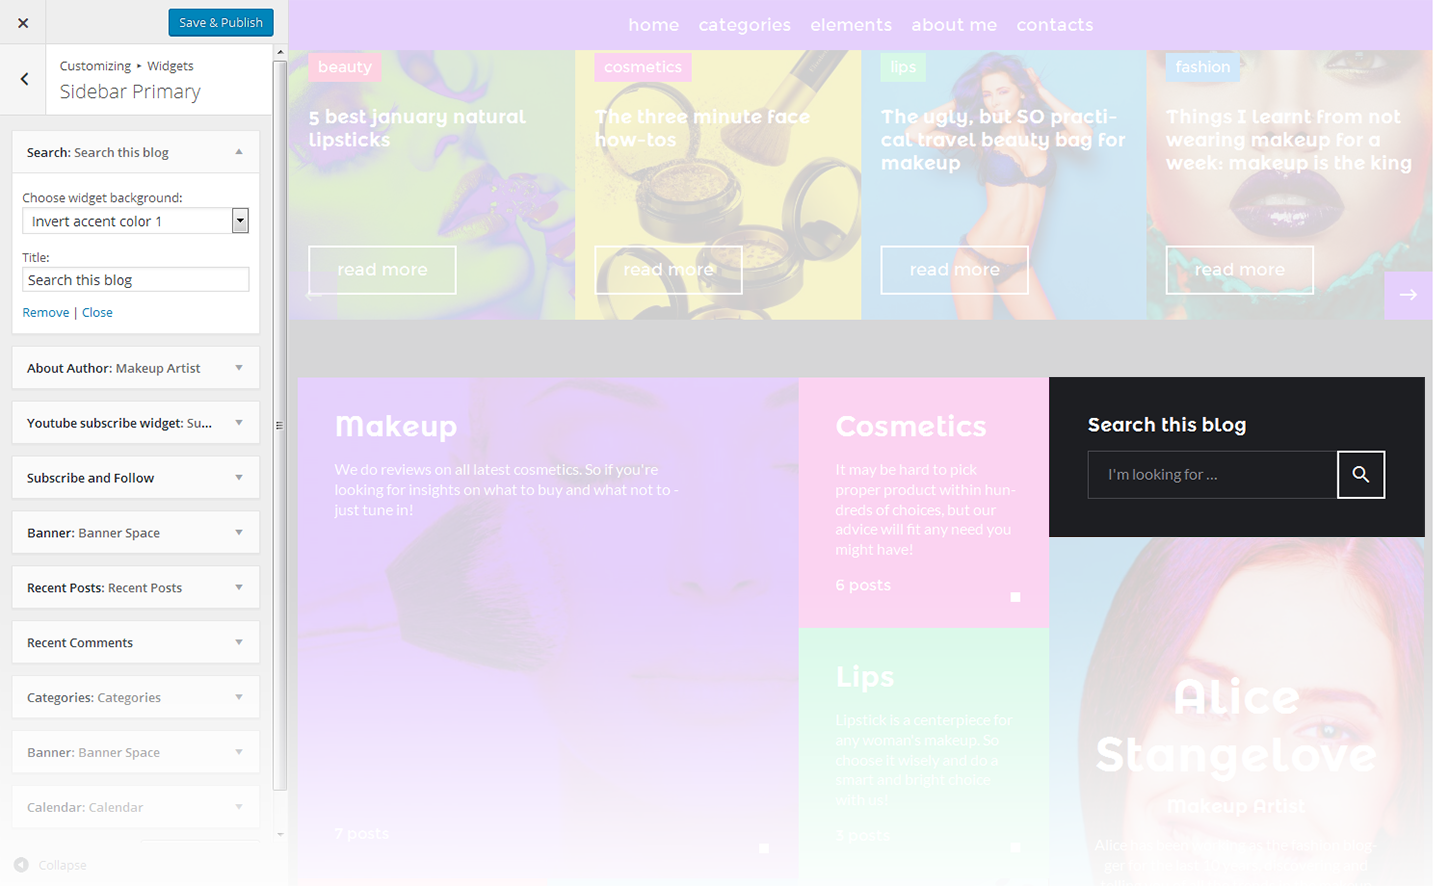 Save & Publish
Customizing ▸ Widgets
Sidebar Primary
Search: Search this blog
Choose widget background:
Invert accent color 1
Title:
Search this blog
Remove | Close
About Author: Makeup Artist
Youtube subscribe widget: Su...
Subscribe and Follow
Banner: Banner Space
Recent Posts: Recent Posts
Recent Comments
Categories: Categories
Banner: Banner Space
Calendar: Calendar
Collapse
home categories elements about me contacts
beauty
5 best january natural
lipsticks
read more
cosmetics
The three minute face
how-tos
read more
lips
The ugly, but SO practi-
cal travel beauty bag for
makeup
read more
fashion
Things I learnt from not
wearing makeup for a
week: makeup is the king
read more
Makeup
We do reviews on all latest cosmetics. So if you're
looking for insights on what to buy and what not to -
just tune in!
7 posts
Cosmetics
It may be hard to pick
proper product within hun-
dreds of choices, but our
advice will fit any need you
might have!
6 posts
Lips
Lipstick is a centerpiece for
any woman's makeup. So
choose it wisely and do a
smart and bright choice
with us!
3 posts
Search this blog
I'm looking for ...
Alice
Stangelove
Makeup Artist